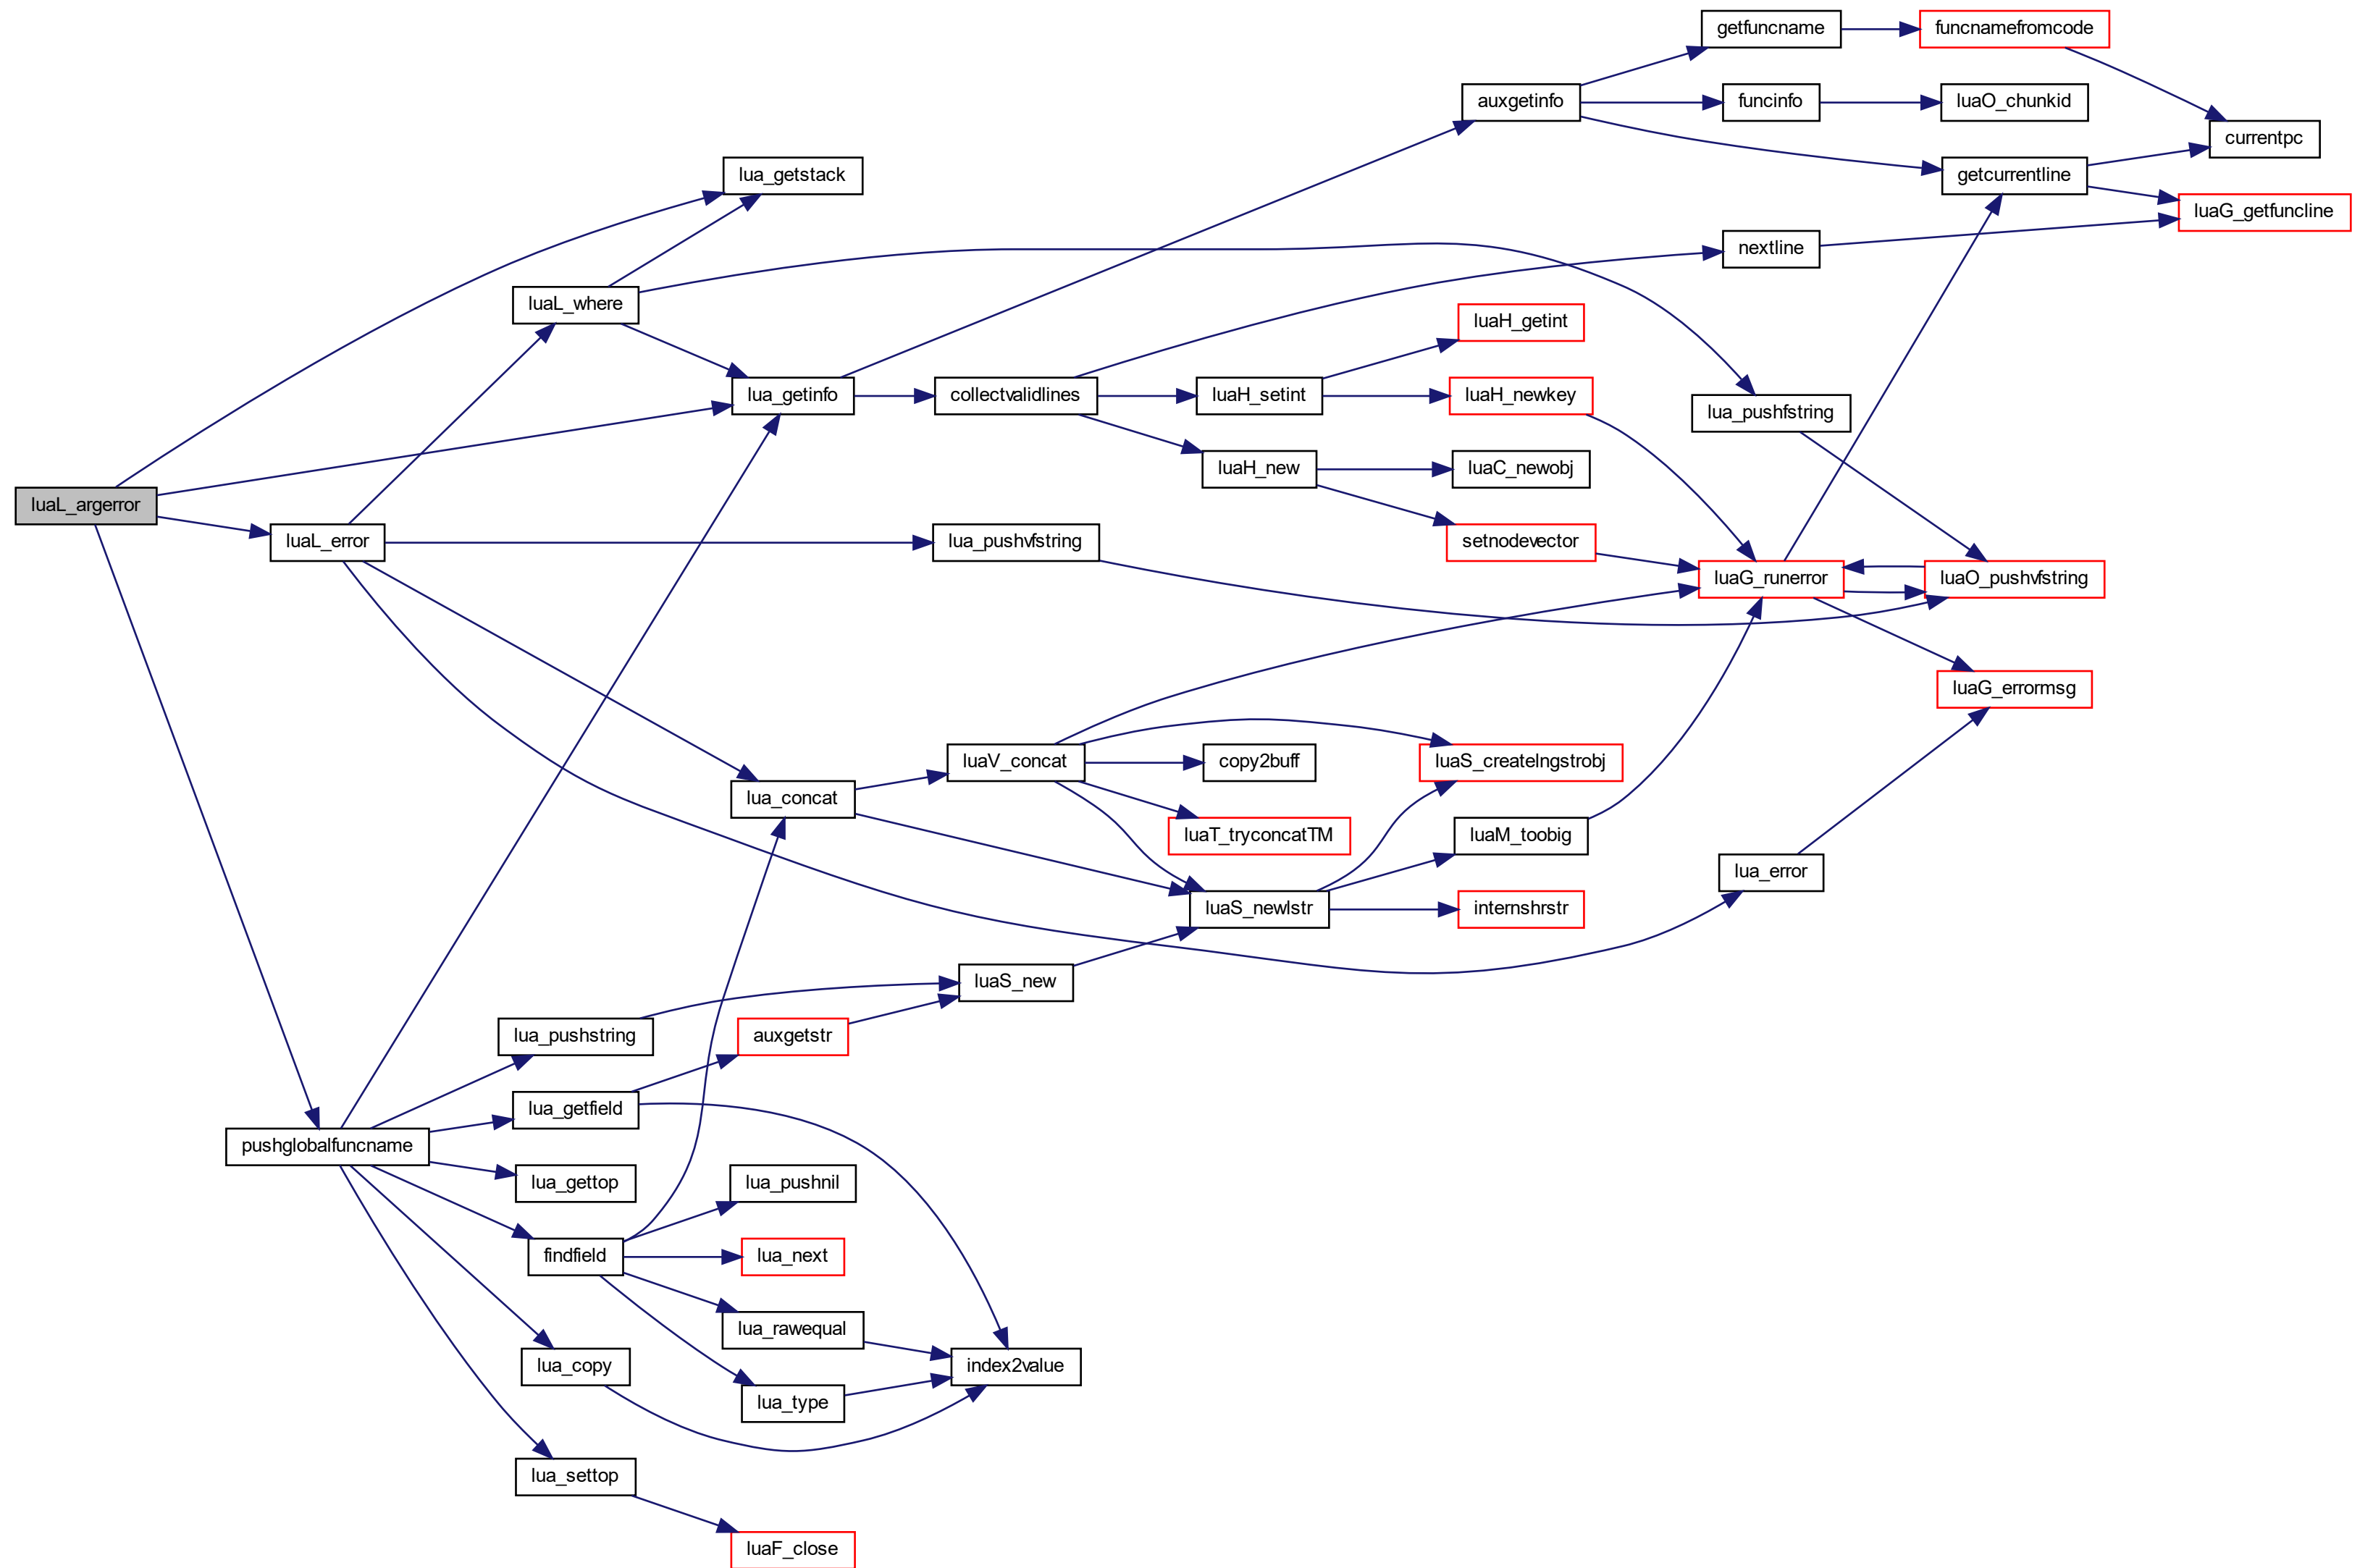 getfuncname
funcnamefromcode
auxgetinfo
funcinfo
luaO_chunkid
currentpc
lua_getstack
getcurrentline
luaG_getfuncline
nextline
luaL_where
luaH_getint
lua_getinfo
collectvalidlines
luaH_setint
luaH_newkey
lua_pushfstring
luaH_new
luaC_newobj
luaL_argerror
luaL_error
lua_pushvfstring
setnodevector
luaG_runerror
luaO_pushvfstring
luaG_errormsg
luaV_concat
copy2buff
luaS_createlngstrobj
lua_concat
luaT_tryconcatTM
luaM_toobig
lua_error
luaS_newlstr
internshrstr
luaS_new
lua_pushstring
auxgetstr
lua_getfield
pushglobalfuncname
lua_gettop
lua_pushnil
findfield
lua_next
lua_rawequal
lua_copy
index2value
lua_type
lua_settop
luaF_close